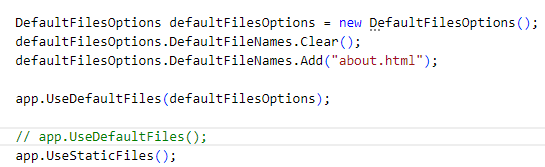 DefaultFilesOptions defaultFilesOptions = new DefaultFilesOptions();
defaultFilesOptions.DefaultFileNames.Clear();
defaultFilesOptions.DefaultFileNames.Add("about.html");
app.UseDefaultFiles(defaultFilesOptions);
// app.UseDefaultFiles();
app.UseStaticFiles();